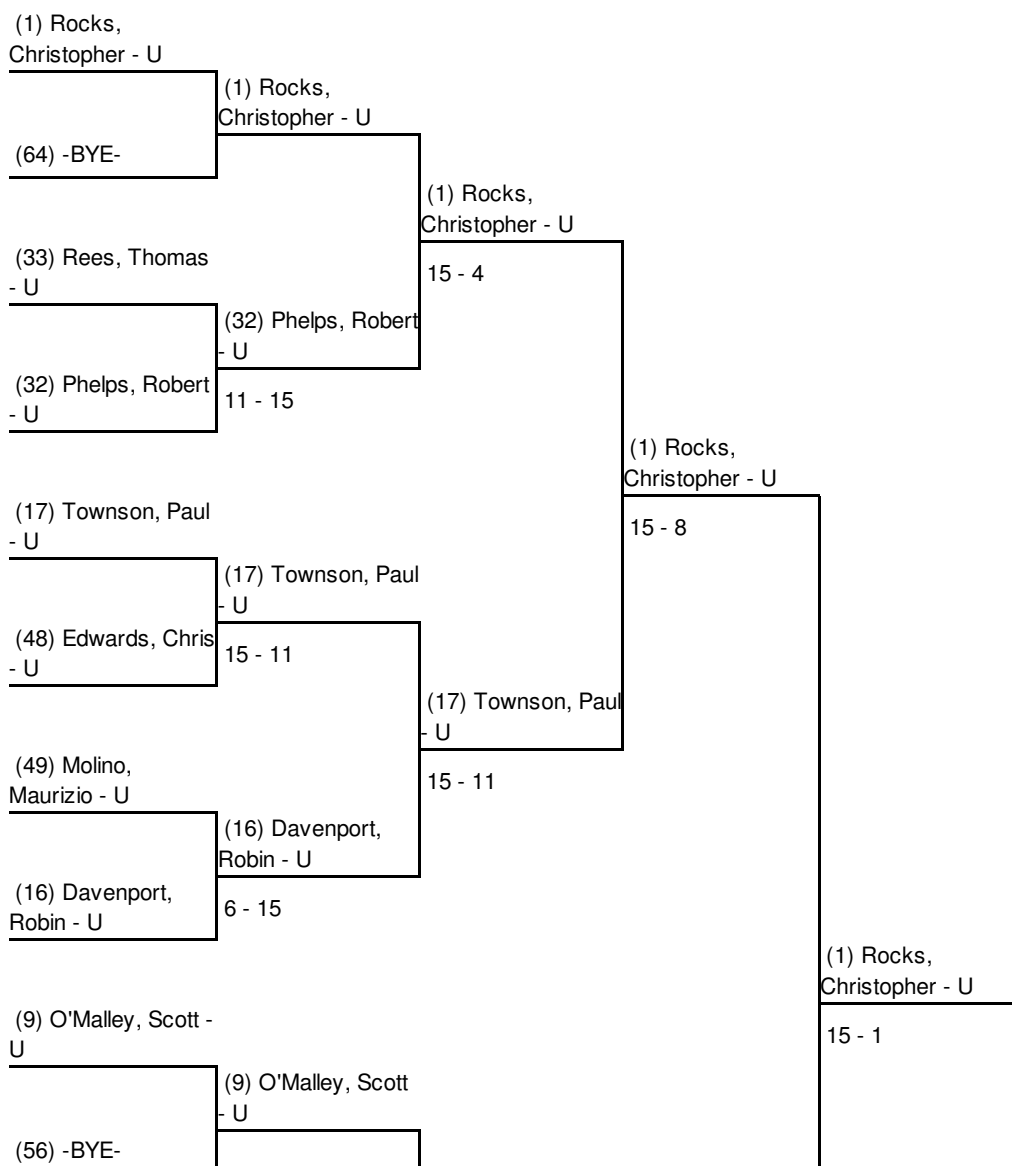 (1) Rocks,
Christopher - U
(1) Rocks,
Christopher - U
(64) -BYE-
(1) Rocks,
Christopher - U
15 - 4
(33) Rees, Thomas
- U
(32) Phelps, Robert
- U
11 - 15
(32) Phelps, Robert
- U
(1) Rocks,
Christopher - U
15 - 8
(17) Townson, Paul
- U
(17) Townson, Paul
- U
15 - 11
(48) Edwards, Chris
- U
(17) Townson, Paul
- U
15 - 11
(49) Molino,
Maurizio - U
(16) Davenport,
Robin - U
6 - 15
(16) Davenport,
Robin - U
(1) Rocks,
Christopher - U
15 - 1
(9) O'Malley, Scott -
U
(9) O'Malley, Scott
- U
(56) -BYE-